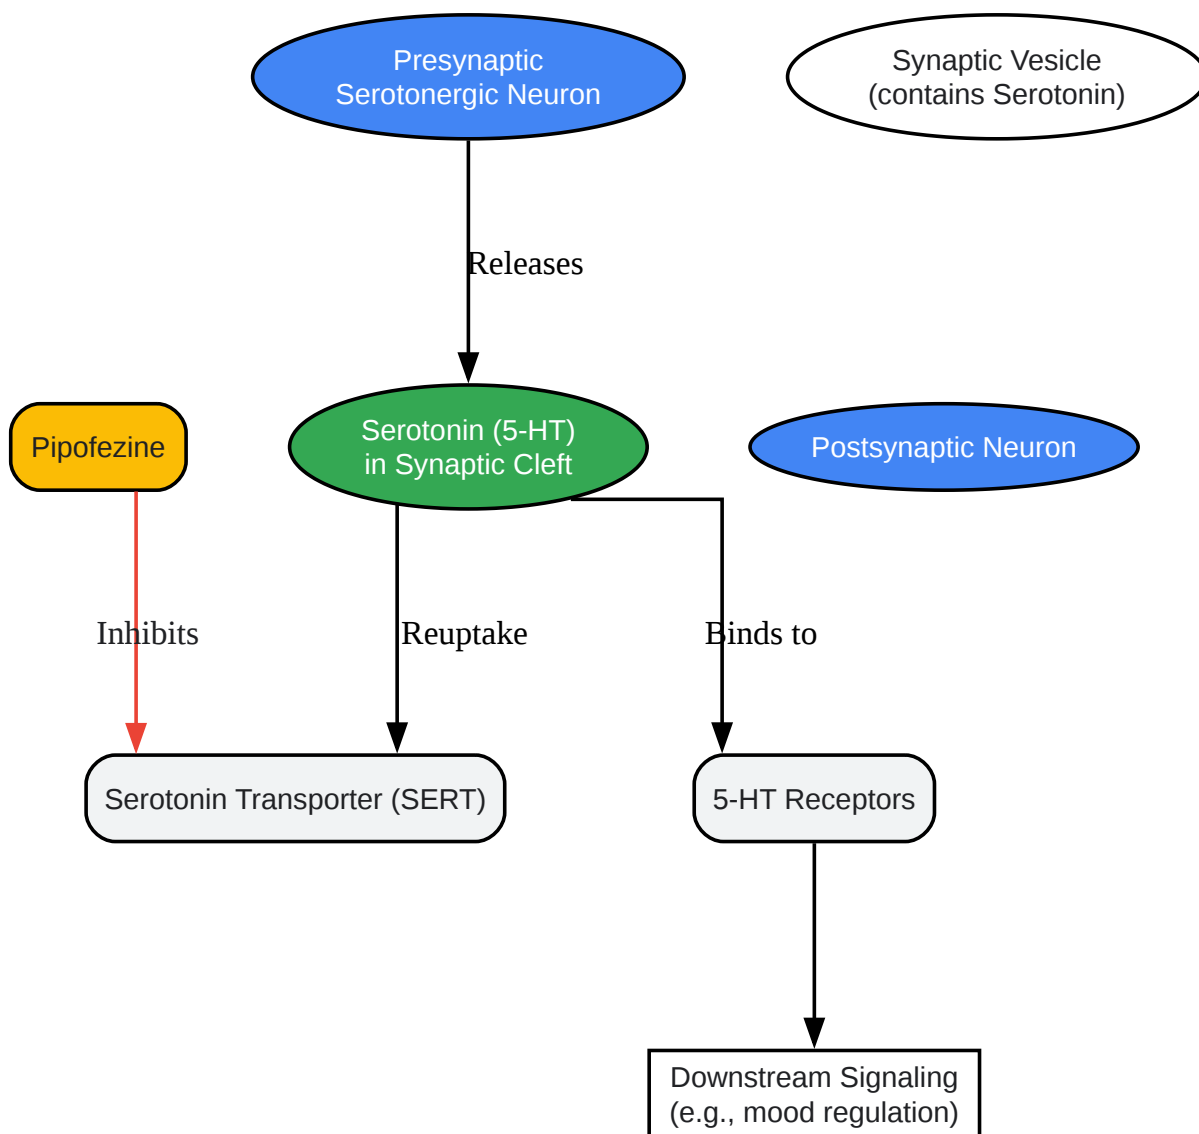 Presynaptic
Serotonergic Neuron
Synaptic Vesicle
(contains Serotonin)
Releases
Pipofezine
Serotonin (5-HT)
in Synaptic Cleft
Postsynaptic Neuron
Inhibits
Reuptake
Binds to
Serotonin Transporter (SERT)
5-HT Receptors
Downstream Signaling
(e.g., mood regulation)